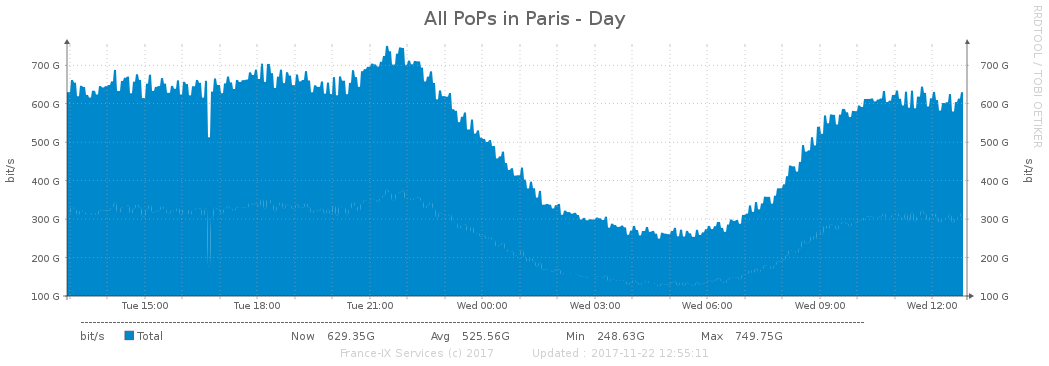 All PoPs in Paris - Day
RRDTOOL / TOBI OETIKER
bit/s
700 G
600 G
500 G
400 G
300 G
200 G
100 G
700 G
600 G
500 G
400 G
300 G
200 G
100 G
bit/s
Tue 15:00 Tue 18:00 Tue 21:00 Wed 00:00 Wed 03:00 Wed 06:00 Wed 09:00 Wed 12:00
bit/s Total Now 629.35G Avg 525.56G Min 248.63G Max 749.75G
France-IX Services (c) 2017 Updated : 2017-11-22 12:55:11